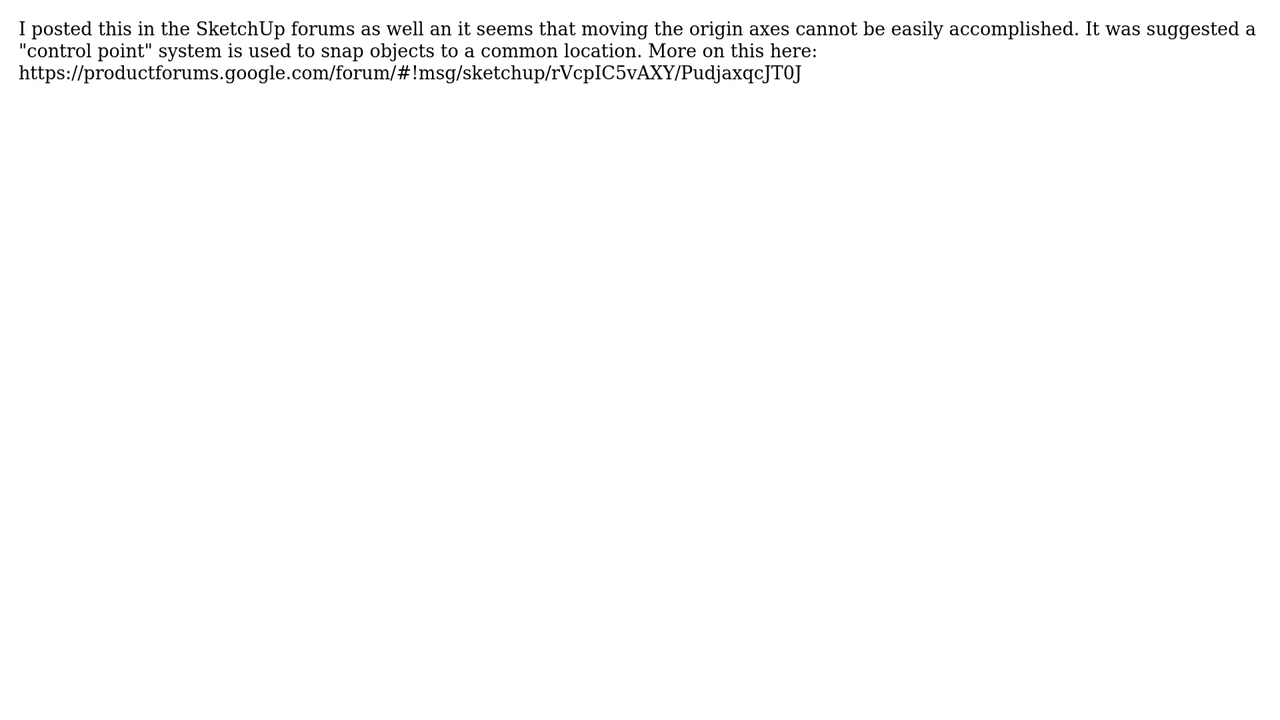 I posted this in the SketchUp forums as well an it seems that moving the origin axes cannot be easily accomplished. It was suggested a
"control point" system is used to snap objects to a common location. More on this here:
https://productforums.google.com/forum/#!msg/sketchup/rVcpIC5vAXY/PudjaxqcJT0J